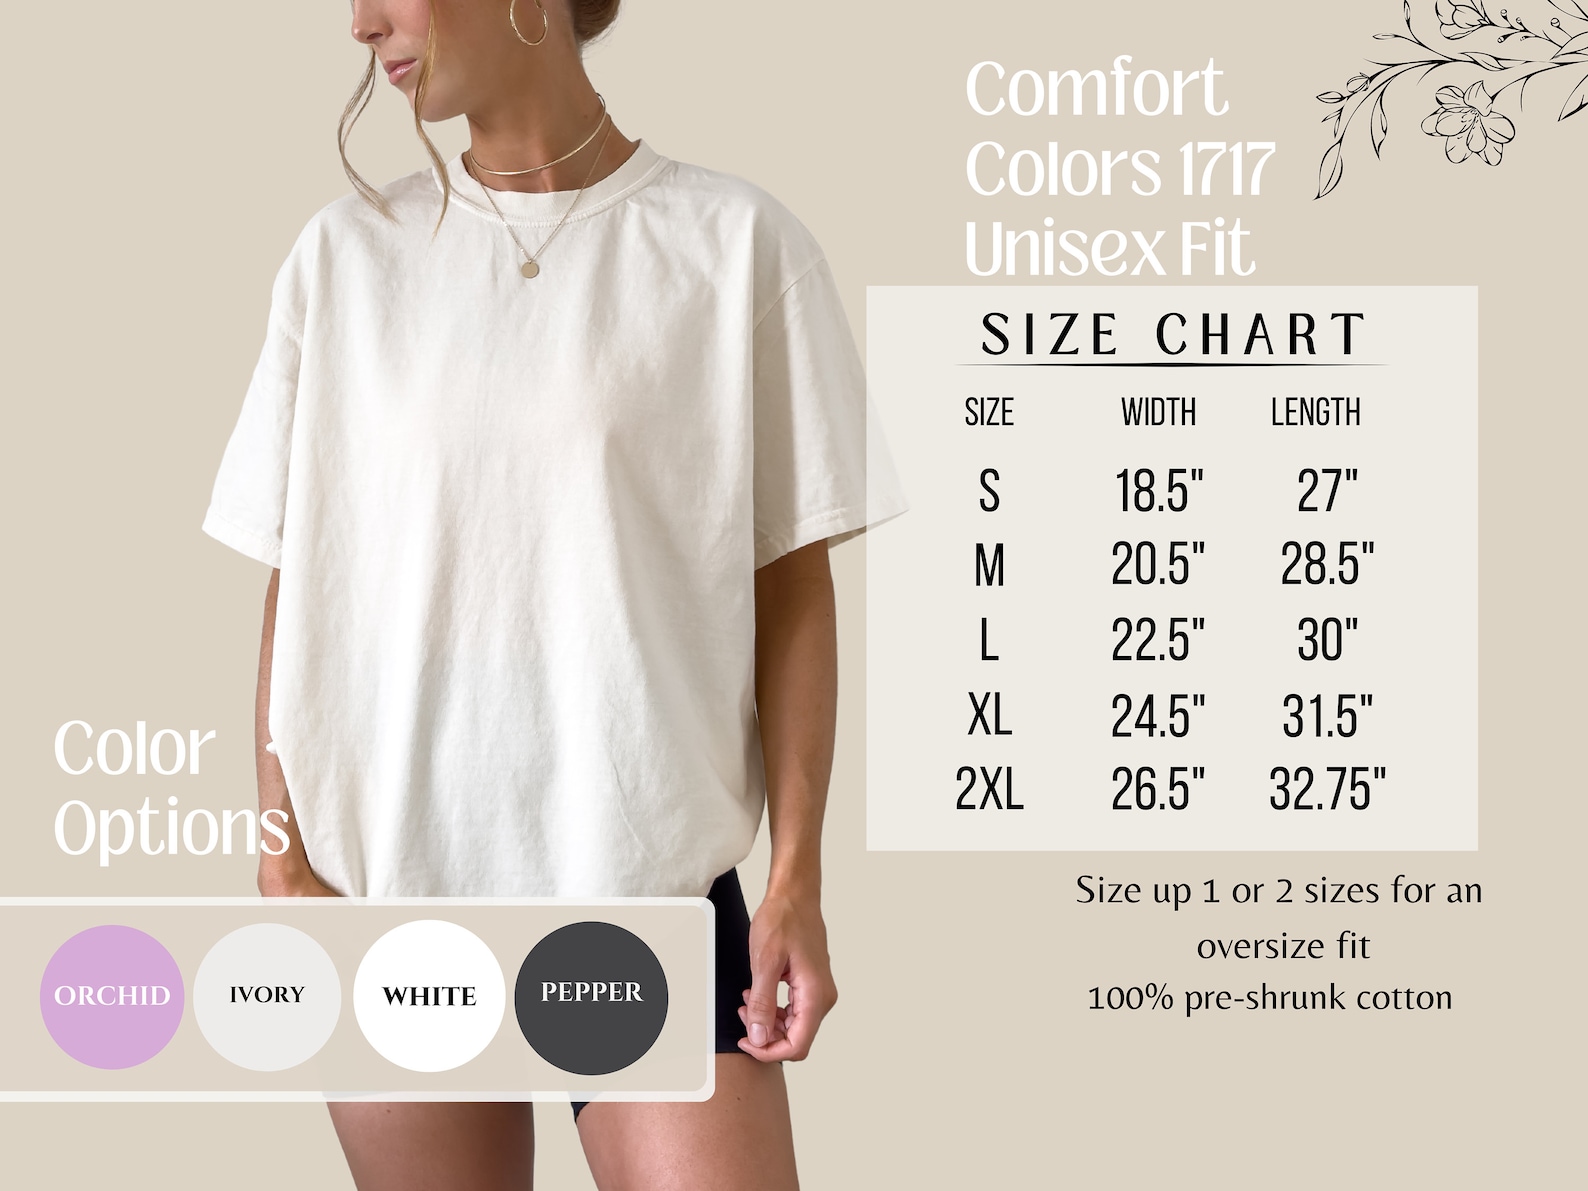 Comfort
Colors 1717
Unisex Fit
SIZE CHART
SIZE WIDTH LENGTH
S 18.5" 27"
M 20.5" 28.5"
L 22.5" 30"
XL 24.5" 31.5"
2XL 26.5" 32.75"
Size up 1 or 2 sizes for an
oversize fit
100% pre-shrunk cotton
Color
Options
ORCHID IVORY WHITE PEPPER